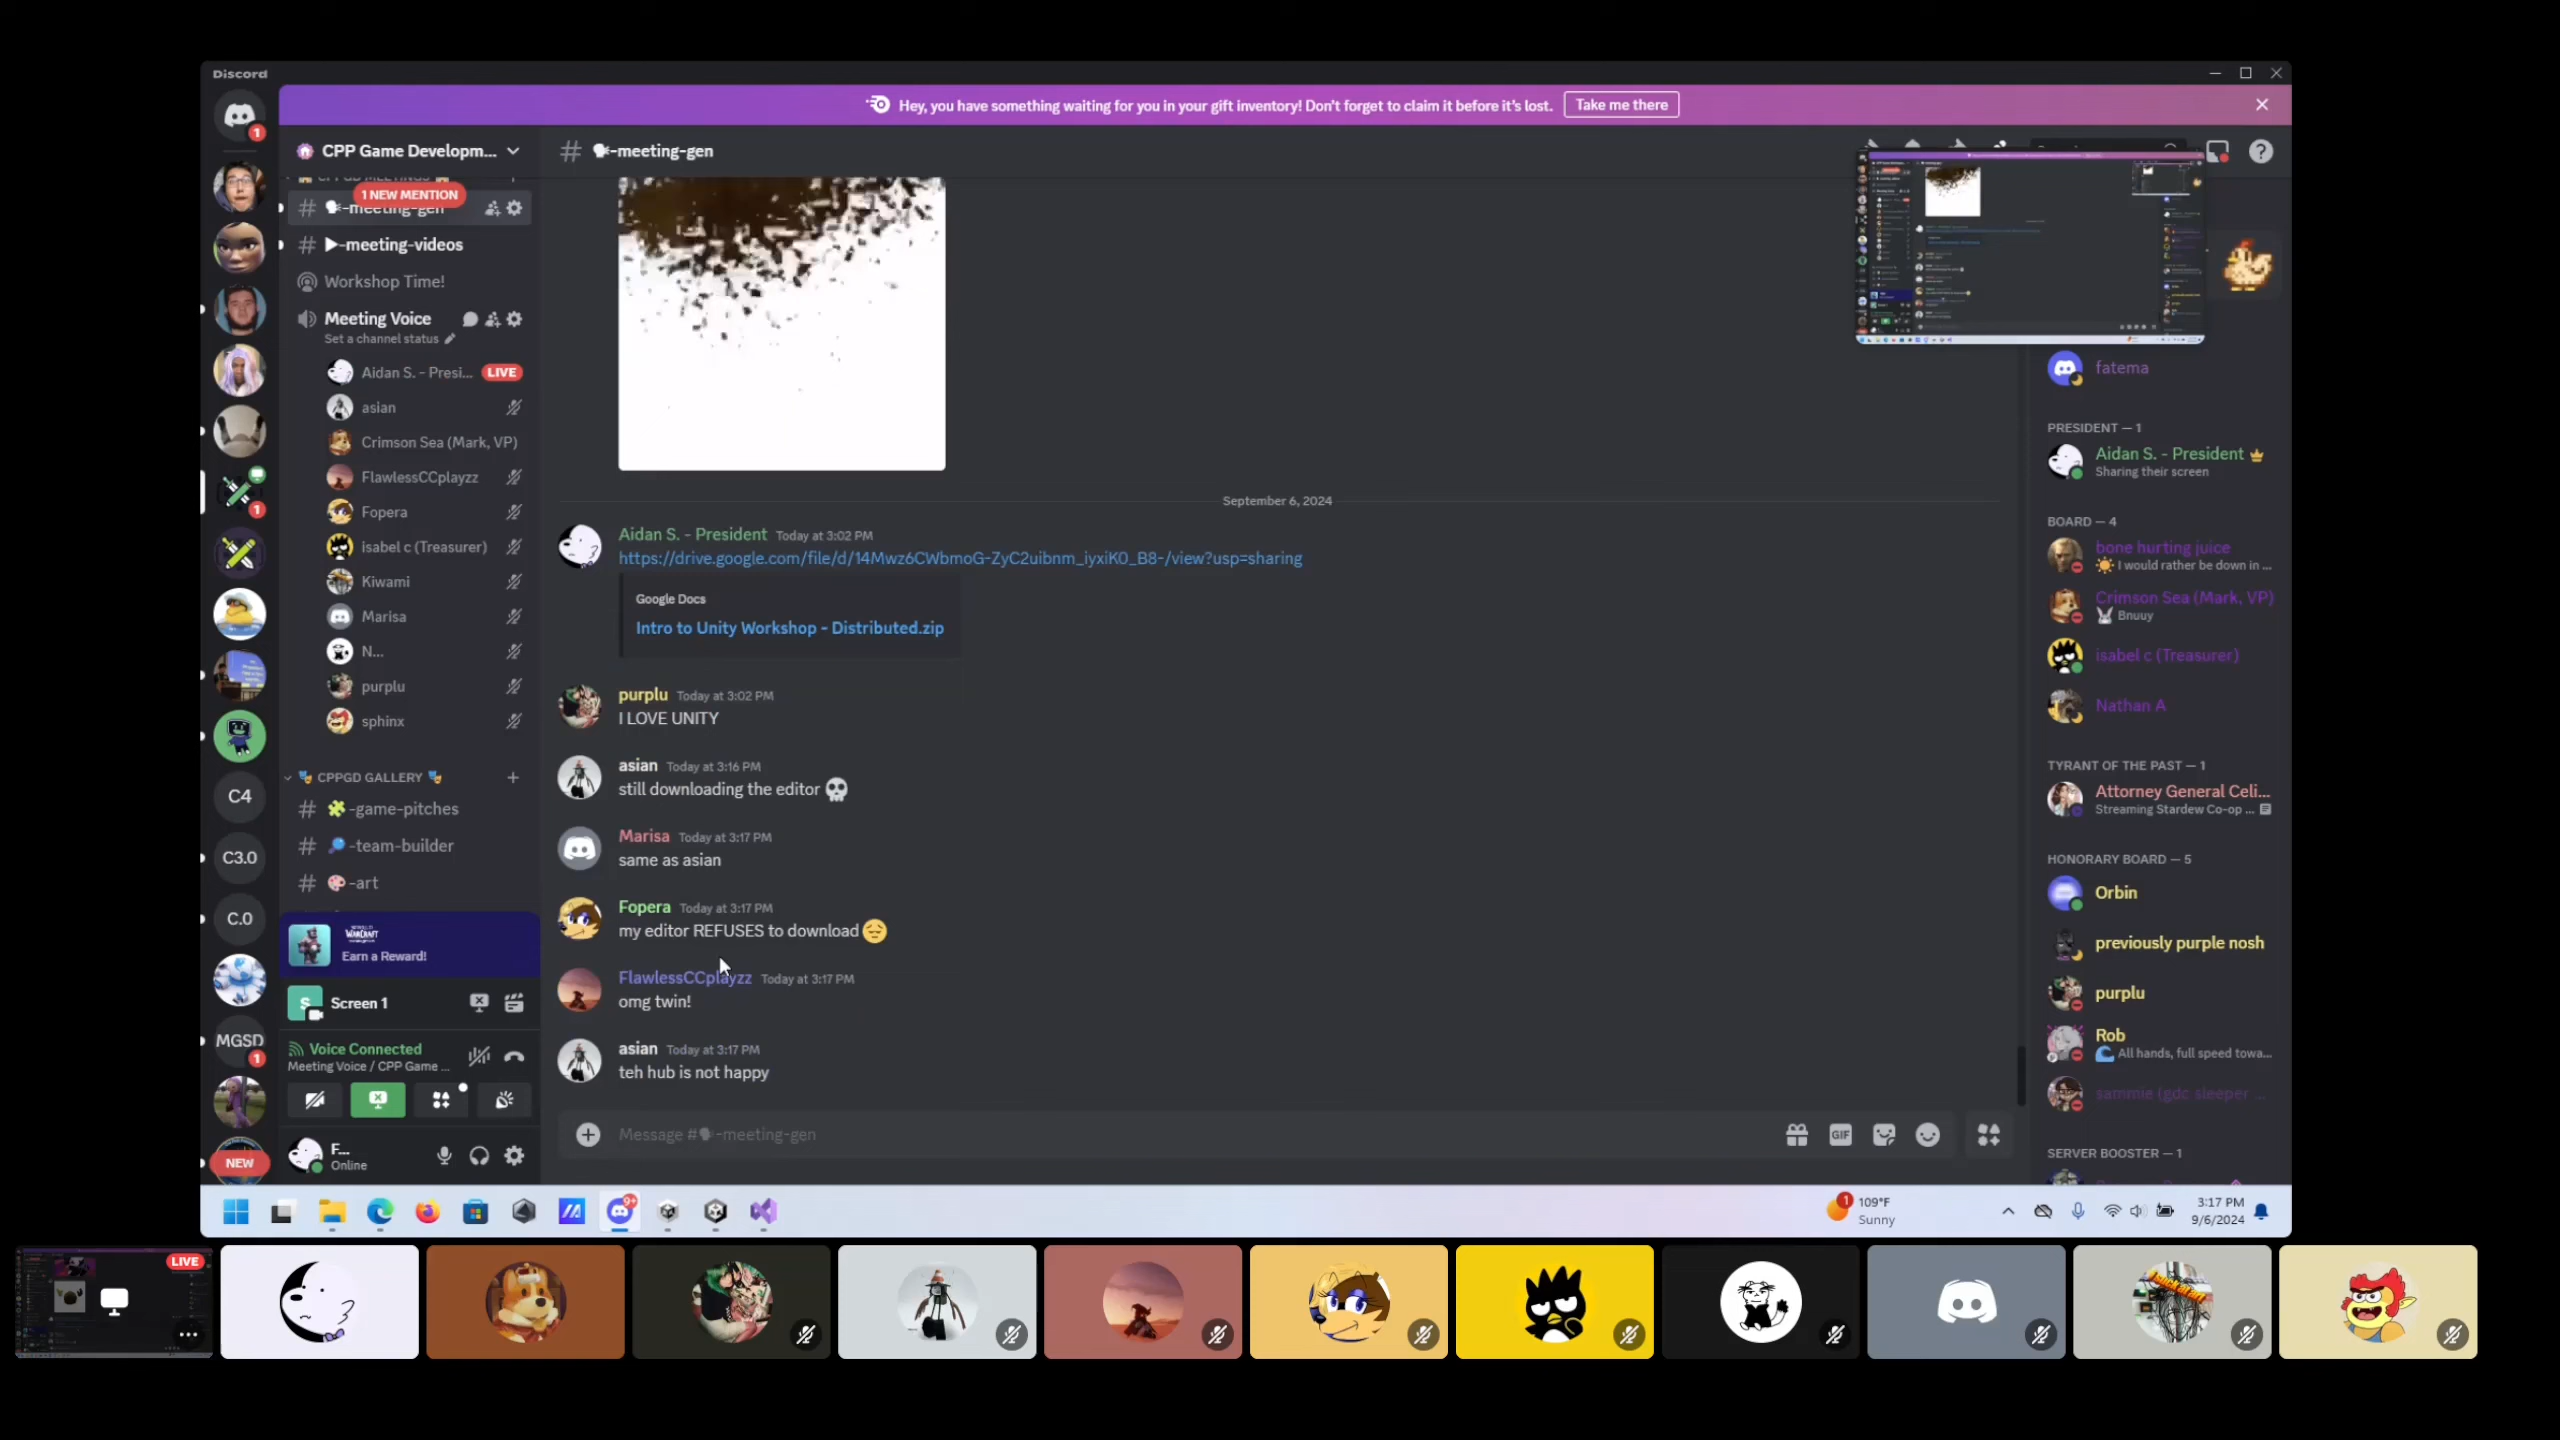 Discord
Hey, you have something waiting for you in your gift inventory! Don't forget to claim it before it's lost.
Take me there
CPP Game Developm...
-meeting-gen
1 NEW MENTION
-meeting-gen
-meeting-videos
Workshop Time!
Meeting Voice
Set a channel status
Aidan S. - Presi...
LIVE
asian
Crimson Sea (Mark, VP)
FlawlessCCplayzz
Fopera
isabel c (Treasurer)
Kiwami
Marisa
N...
purplu
sphinx
CPPGD GALLERY
-game-pitches
-team-builder
-art
WARCRAFT
Earn a Reward!
Screen 1
Voice Connected
Meeting Voice / CPP Game ...
F...
Online
C4
C3.0
C.0
MGSD
1
NEW
September 6, 2024
Aidan S. - President Today at 3:02 PM
https://drive.google.com/file/d/14Mwz6CWbmoG-ZyC2uibnm_iyxiK0_B8-/view?usp=sharing
Google Docs
Intro to Unity Workshop - Distributed.zip
purplu Today at 3:02 PM
I LOVE UNITY
asian Today at 3:16 PM
still downloading the editor
Marisa Today at 3:17 PM
same as asian
Fopera Today at 3:17 PM
my editor REFUSES to download
FlawlessCCplayzz Today at 3:17 PM
omg twin!
asian Today at 3:17 PM
teh hub is not happy
Message # -meeting-gen
GIF
fatema
PRESIDENT — 1
Aidan S. - President
Sharing their screen
BOARD — 4
bone hurting juice
I would rather be down in ...
Crimson Sea (Mark, VP)
Bnuuy
isabel c (Treasurer)
Nathan A
TYRANT OF THE PAST — 1
Attorney General Celi...
Streaming Stardew Co-op ...
HONORARY BOARD — 5
Orbin
previously purple nosh
purplu
Rob
All hands, full speed towa...
sammie (gdc sleeper ...
SERVER BOOSTER — 1
109°F
Sunny
3:17 PM
9/6/2024
LIVE